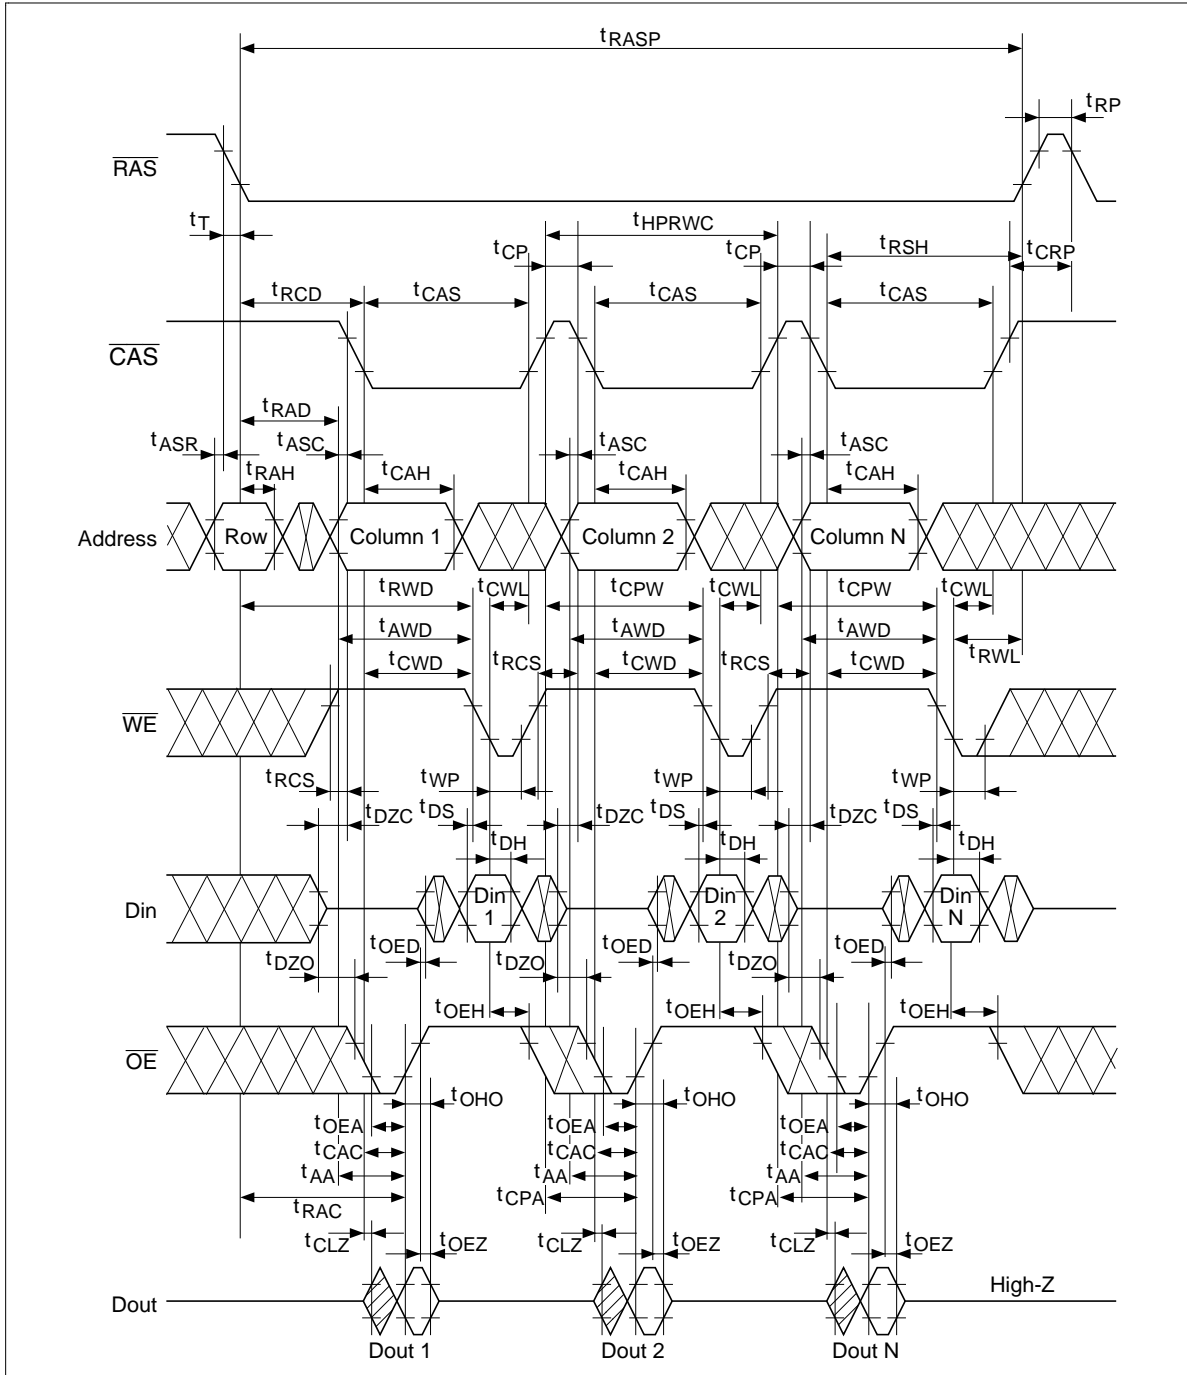 tRASP
tRP
RAS
tT
tHPRWC
tCP
tCP
tRSH
tCRP
tRCD
tCAS
tCAS
tCAS
CAS
tRAD
tASR
tASC
tASC
tASC
tRAH
tCAH
tCAH
tCAH
Address
Row
Column 1
Column 2
Column N
tRWD
tCWL
tCPW
tCWL
tCPW
tCWL
tAWD
tAWD
tAWD
tRCS
tRCS
tRWL
tCWD
tCWD
tCWD
WE
tRCS
tWP
tWP
tWP
tDZC
tDS
tDZC
tDS
tDZC
tDS
tDH
tDH
tDH
Din
Din 1
Din 2
Din N
tOED
tOED
tOED
tDZO
tDZO
tDZO
tOEH
tOEH
tOEH
OE
tOHO
tOHO
tOHO
tOEA
tOEA
tOEA
tCAC
tCAC
tCAC
tAA
tAA
tAA
tRAC
tCPA
tCPA
tCLZ
tOEZ
tCLZ
tOEZ
tCLZ
tOEZ
High-Z
Dout
Dout 1
Dout 2
Dout N